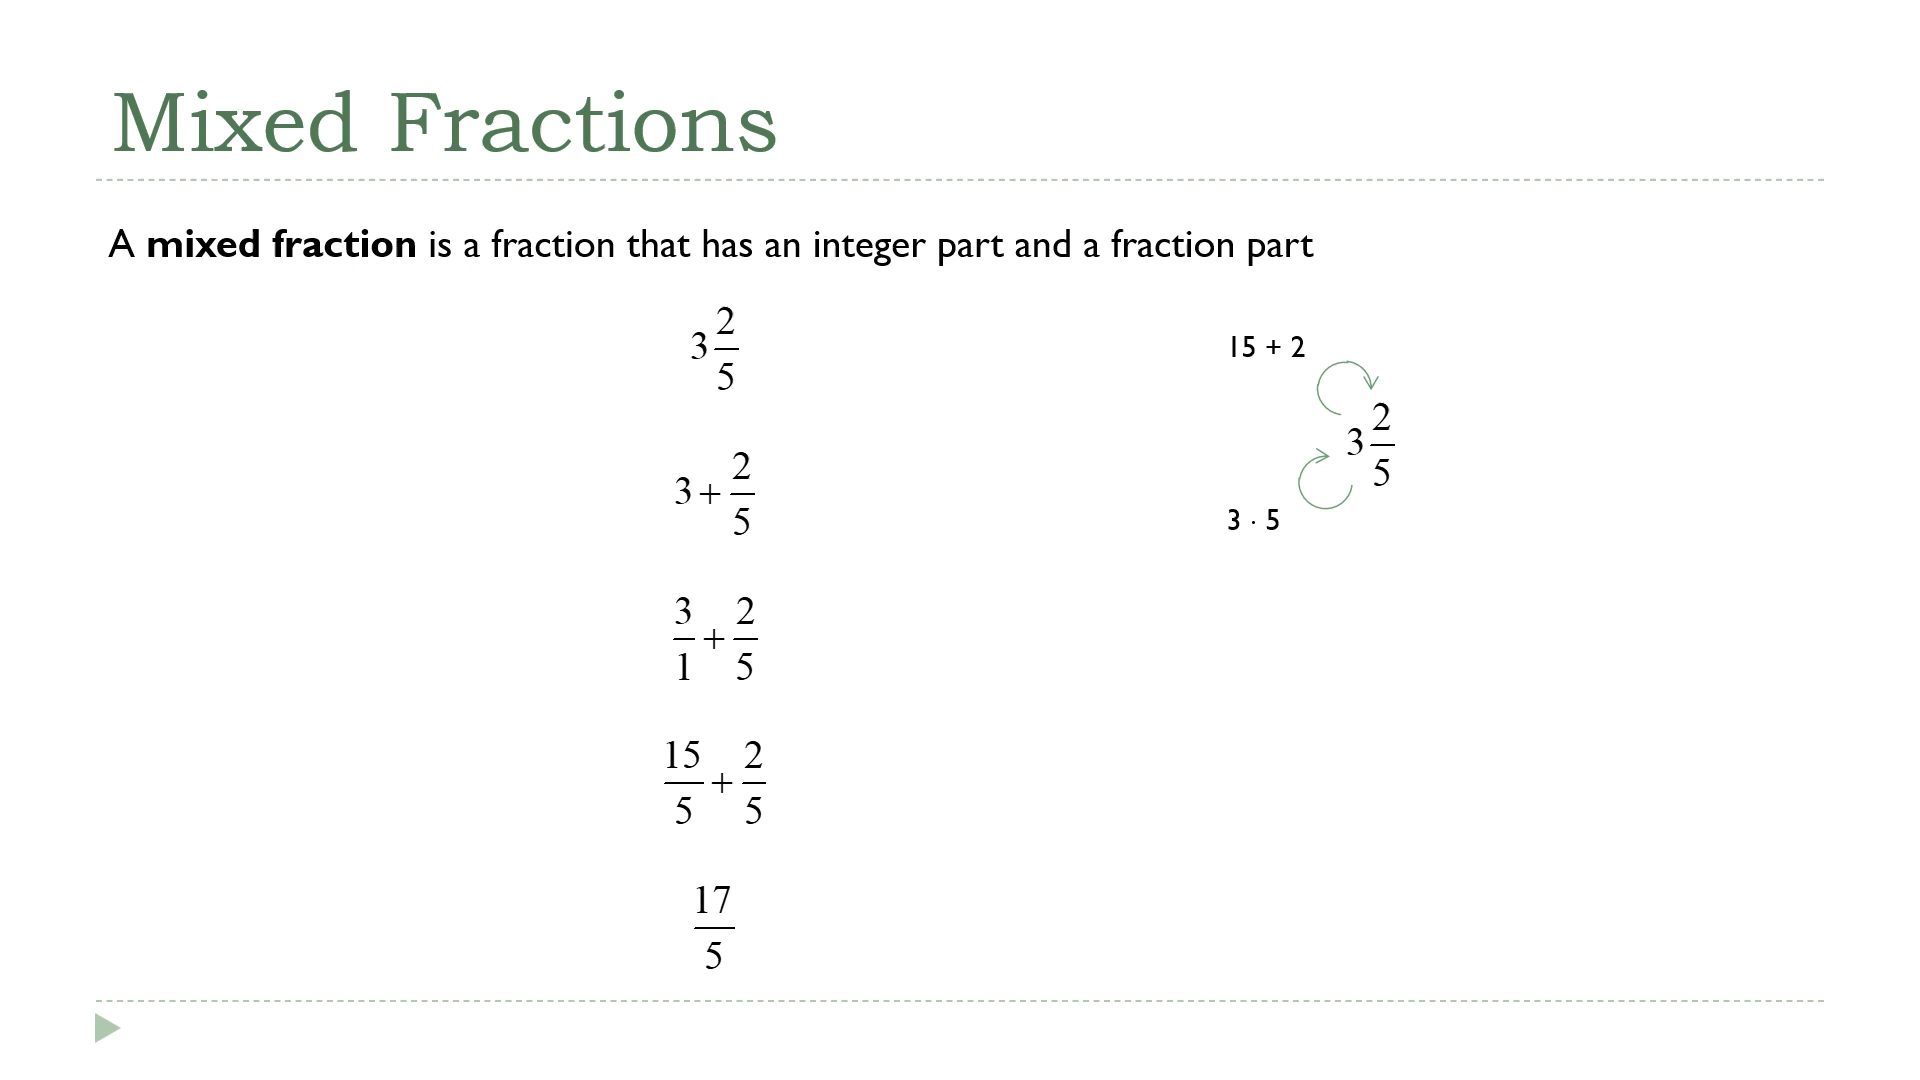 Mixed Fractions
A mixed fraction is a fraction that has an integer part and a fraction part
3 2/5
3 + 2/5
3/1 + 2/5
15/5 + 2/5
17/5
15 + 2
3 2/5
3 · 5